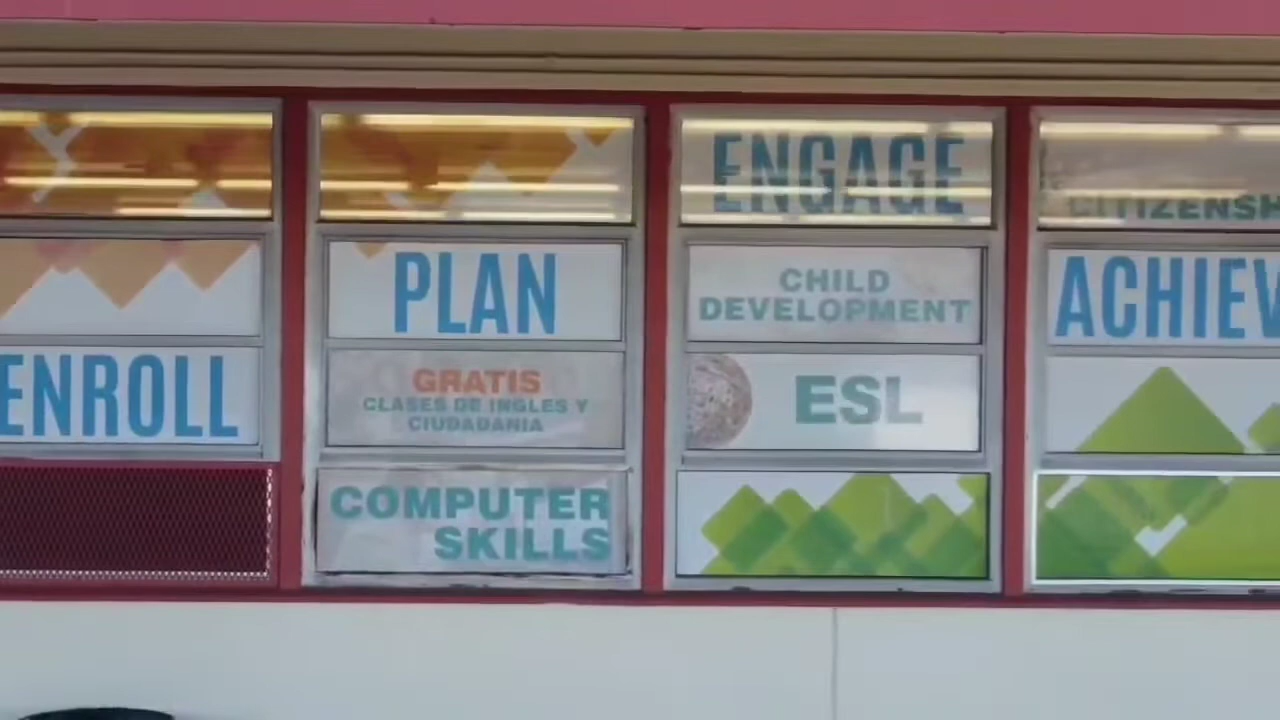 ENROLL
PLAN
GRATIS
CLASES DE INGLES Y
CIUDADANIA
COMPUTER
SKILLS
ENGAGE
CHILD
DEVELOPMENT
ESL
CITIZENSH
ACHIEV